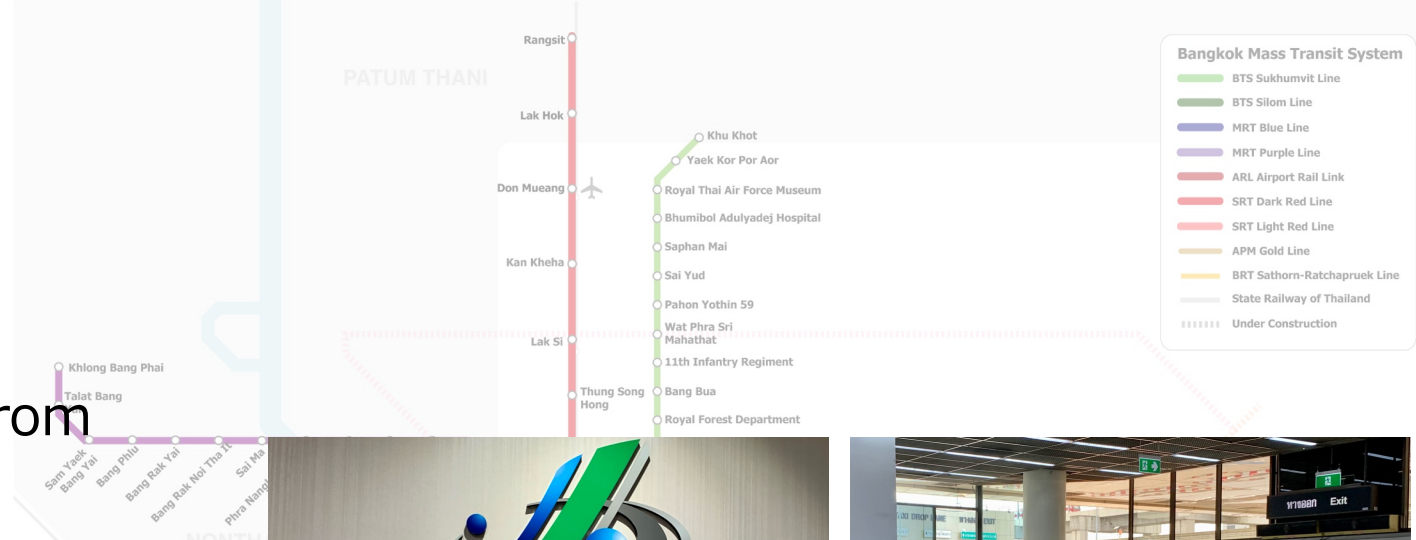 Rangsit
PATUM THANI
Lak Hok
Don Mueang
Kan Kheha
Lak Si
Thung Song
Hong
Khu Khot
Yaek Kor Por Aor
Royal Thai Air Force Museum
Bhumibol Adulyadej Hospital
Saphan Mai
Sai Yud
Pahon Yothin 59
Wat Phra Sri
Mahathat
11th Infantry Regiment
Bang Bua
Royal Forest Department
Bangkok Mass Transit System
BTS Sukhumvit Line
BTS Silom Line
MRT Blue Line
MRT Purple Line
ARL Airport Rail Link
SRT Dark Red Line
SRT Light Red Line
APM Gold Line
BRT Sathorn-Ratchapruek Line
State Railway of Thailand
Under Construction
Khlong Bang Phai
Talat Bang
rom
Sam Yaek
Bang Yai
Bang Phlu
Bang Rak Yai
Bang Rak Noi Tha It
Sai Ma
Phra Nang
ทางออก Exit